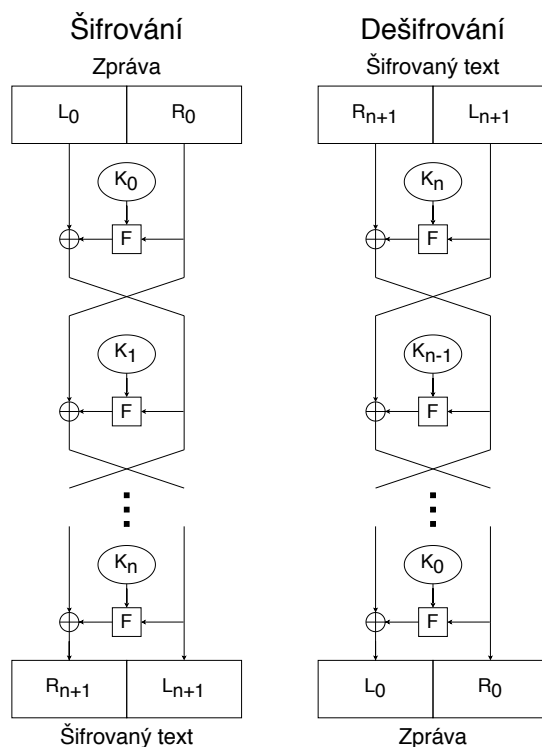 Šifrování
Zpráva
L0 R0
K0
F
K1
F
Kn
F
Rn+1 Ln+1
Šifrovaný text
Dešifrování
Šifrovaný text
Rn+1 Ln+1
Kn
F
Kn-1
F
K0
F
L0 R0
Zpráva